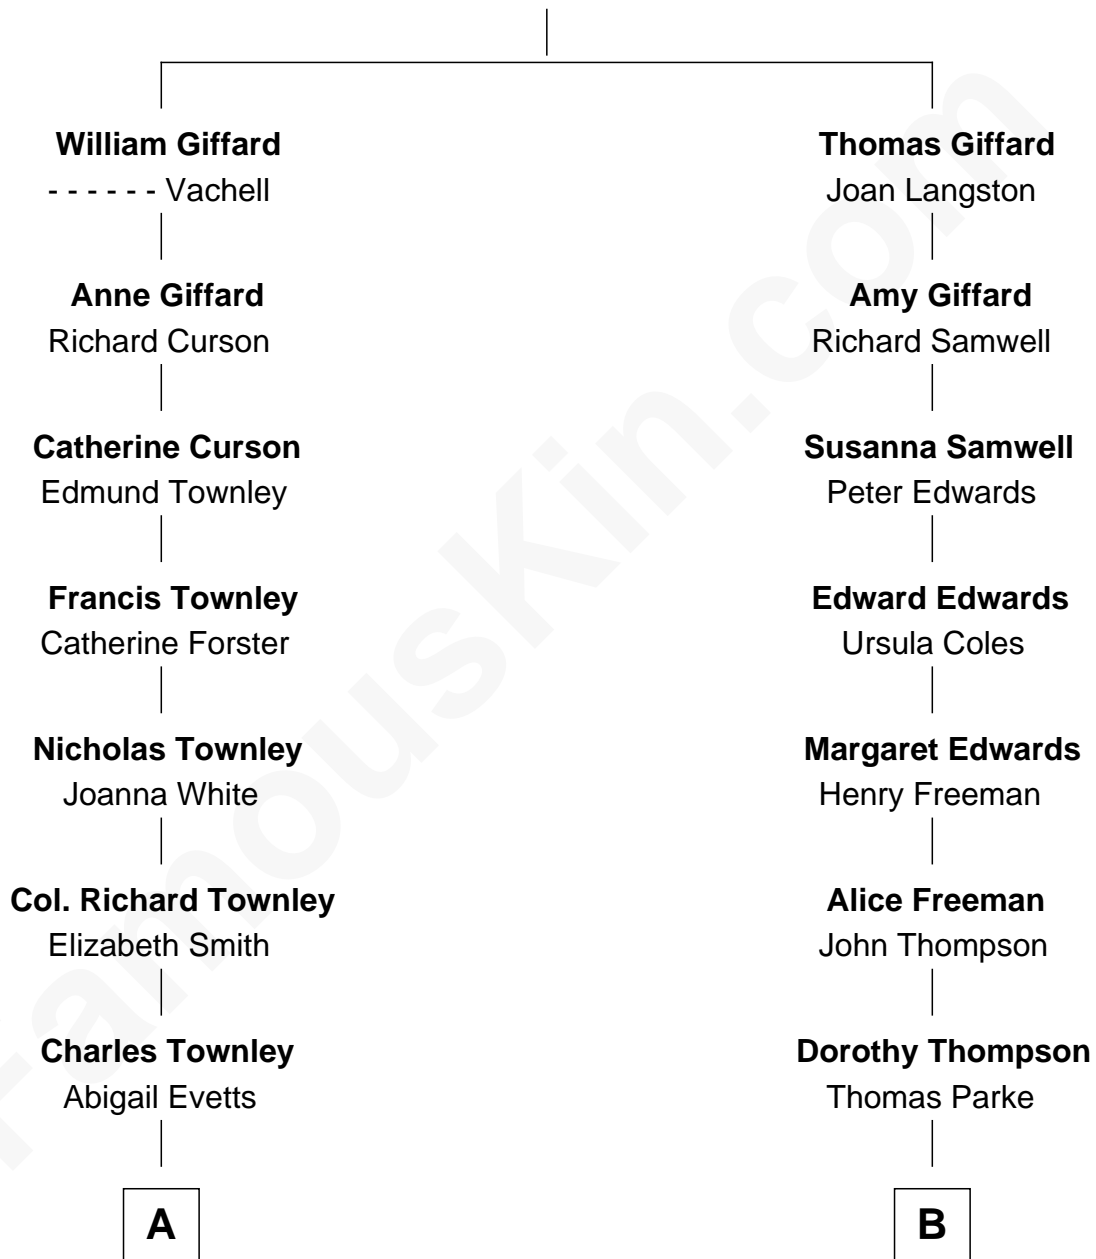 William Giffard
- - - - - - Vachell
Anne Giffard
Richard Curson
Catherine Curson
Edmund Townley
Francis Townley
Catherine Forster
Nicholas Townley
Joanna White
Col. Richard Townley
Elizabeth Smith
Charles Townley
Abigail Evetts
A
Thomas Giffard
Joan Langston
Amy Giffard
Richard Samwell
Susanna Samwell
Peter Edwards
Edward Edwards
Ursula Coles
Margaret Edwards
Henry Freeman
Alice Freeman
John Thompson
Dorothy Thompson
Thomas Parke
B
FamousKin.com